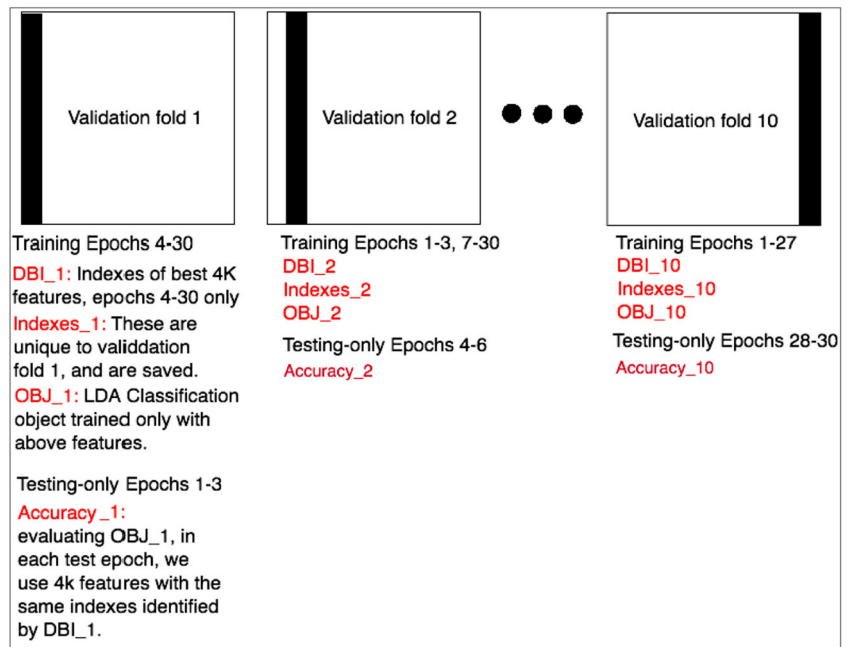 Validation fold 1
Validation fold 2
Validation fold 10
Training Epochs 4-30
DBI_1: Indexes of best 4K
features, epochs 4-30 only
Indexes_1: These are
unique to validdation
fold 1, and are saved.
OBJ_1: LDA Classification
object trained only with
above features.
Testing-only Epochs 1-3
Accuracy_1:
evaluating OBJ_1, in
each test epoch, we
use 4k features with the
same indexes identified
by DBI_1.
Training Epochs 1-3, 7-30
DBI_2
Indexes_2
OBJ_2
Testing-only Epochs 4-6
Accuracy_2
Training Epochs 1-27
DBI_10
Indexes_10
OBJ_10
Testing-only Epochs 28-30
Accuracy_10